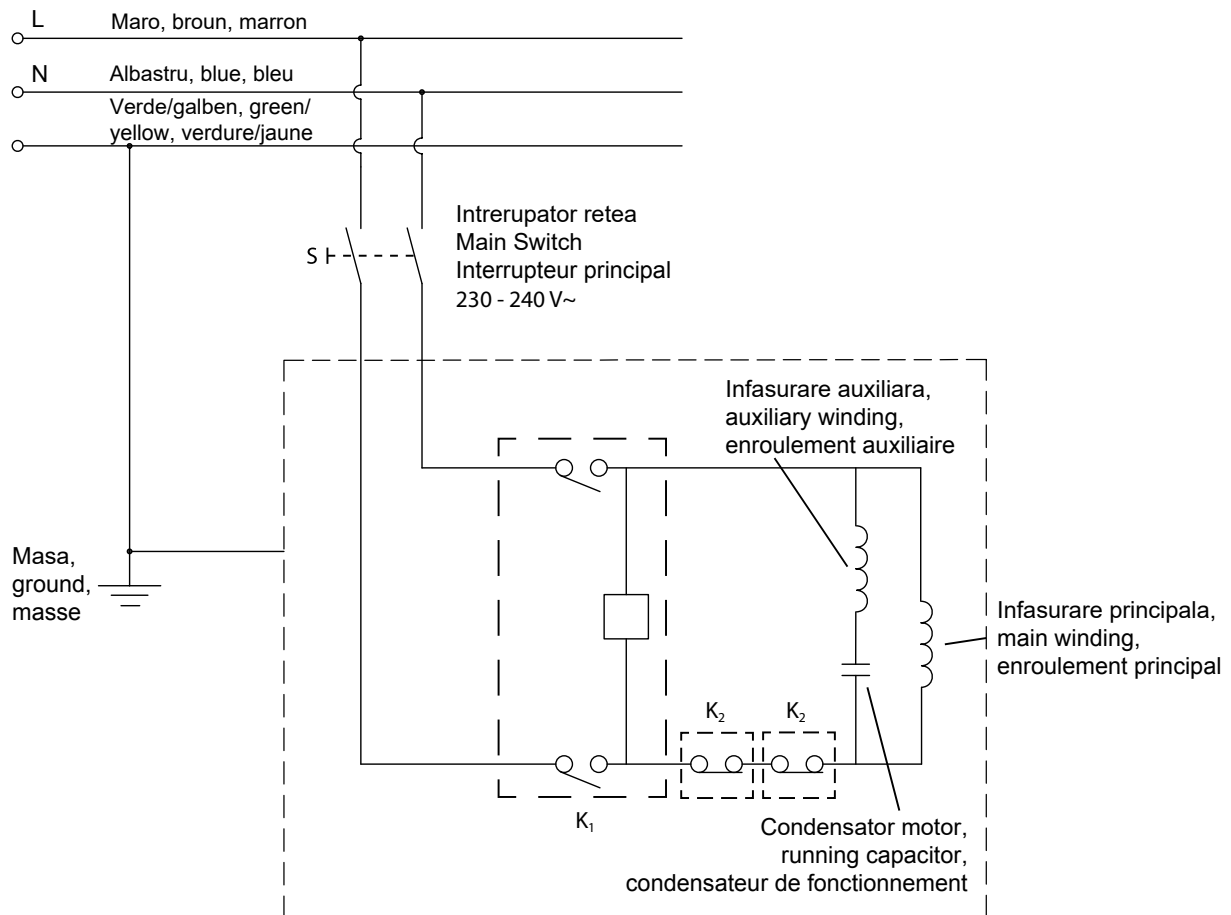 L
Maro, broun, marron
N
Albastru, blue, bleu
Verde/galben, green/
yellow, verdure/jaune
Intrerupator retea
Main Switch
Interrupteur principal
230 - 240 V~
S
Infasurare auxiliara,
auxiliary winding,
enroulement auxiliaire
Masa,
ground,
masse
Infasurare principala,
main winding,
enroulement principal
K₂
K₂
K₁
Condensator motor,
running capacitor,
condensateur de fonctionnement